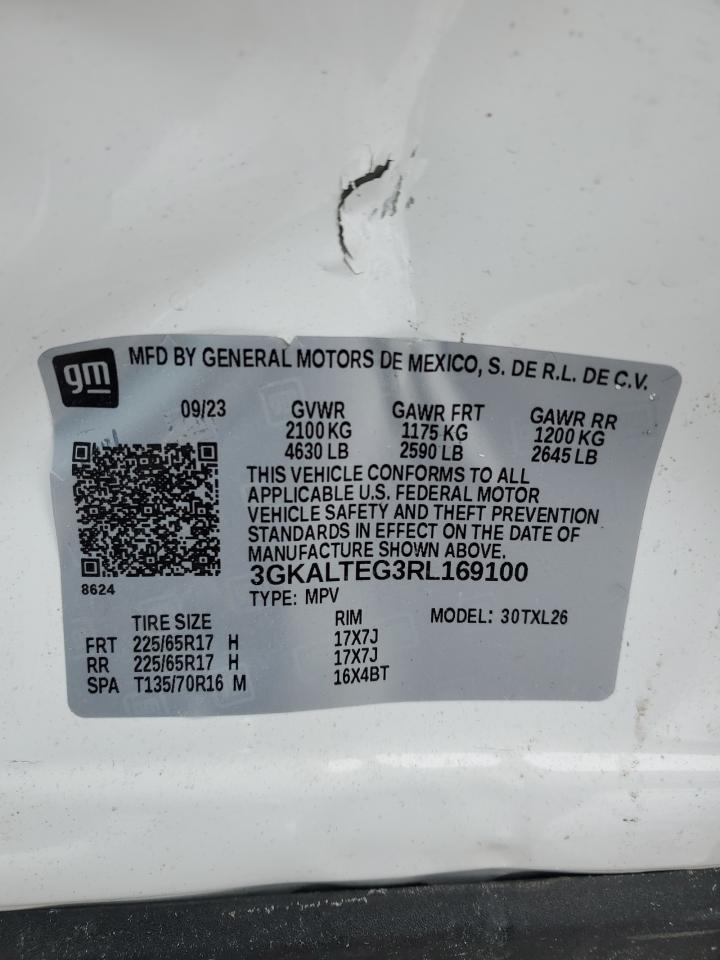 gm MFD BY GENERAL MOTORS DE MEXICO, S. DE R.L. DE C.V.
09/23 GVWR GAWR FRT GAWR RR
2100 KG 1175 KG 1200 KG
4630 LB 2590 LB 2645 LB
THIS VEHICLE CONFORMS TO ALL
APPLICABLE U.S. FEDERAL MOTOR
VEHICLE SAFETY AND THEFT PREVENTION
STANDARDS IN EFFECT ON THE DATE OF
MANUFACTURE SHOWN ABOVE.
3GKALTEG3RL169100
8624
TYPE: MPV MODEL: 30TXL26
TIRE SIZE RIM
FRT 225/65R17 H 17X7J
RR 225/65R17 H 17X7J
SPA T135/70R16 M 16X4BT